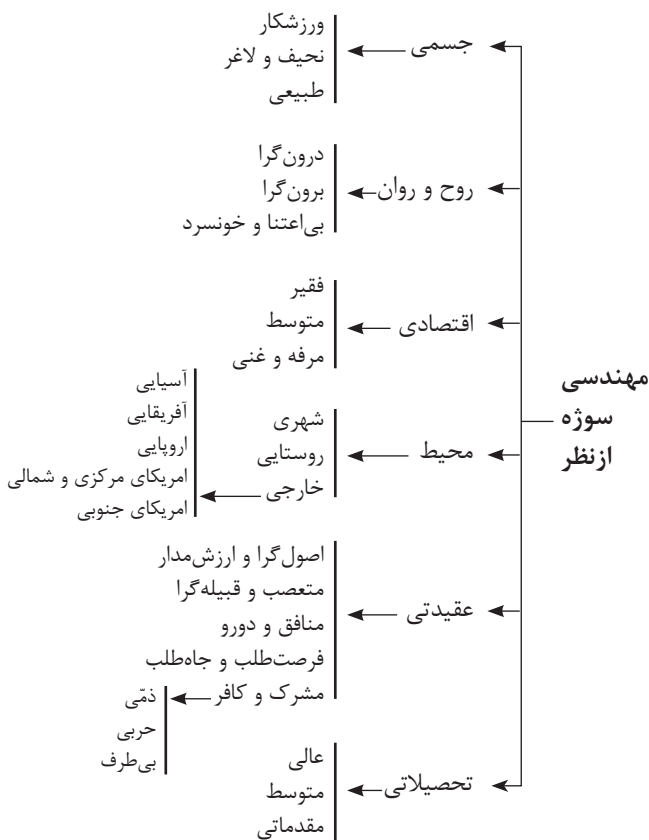 مهندسی
سوژه
ازنظر
جسمی
ورزشکار
نحیف و لاغر
طبیعی
روح و روان
درون‌گرا
برون‌گرا
بی‌اعتنا و خونسرد
اقتصادی
فقیر
متوسط
مرفه و غنی
محیط
شهری
روستایی
خارجی
آسیایی
آفریقایی
اروپایی
امریکای مرکزی و شمالی
امریکای جنوبی
عقیدتی
اصول‌گرا و ارزش‌مدار
متعصب و قبیله‌گرا
منافق و دورو
فرصت‌طلب و جاه‌طلب
مشرک و کافر
ذمّی
حربی
بی‌طرف
تحصیلاتی
عالی
متوسط
مقدماتی